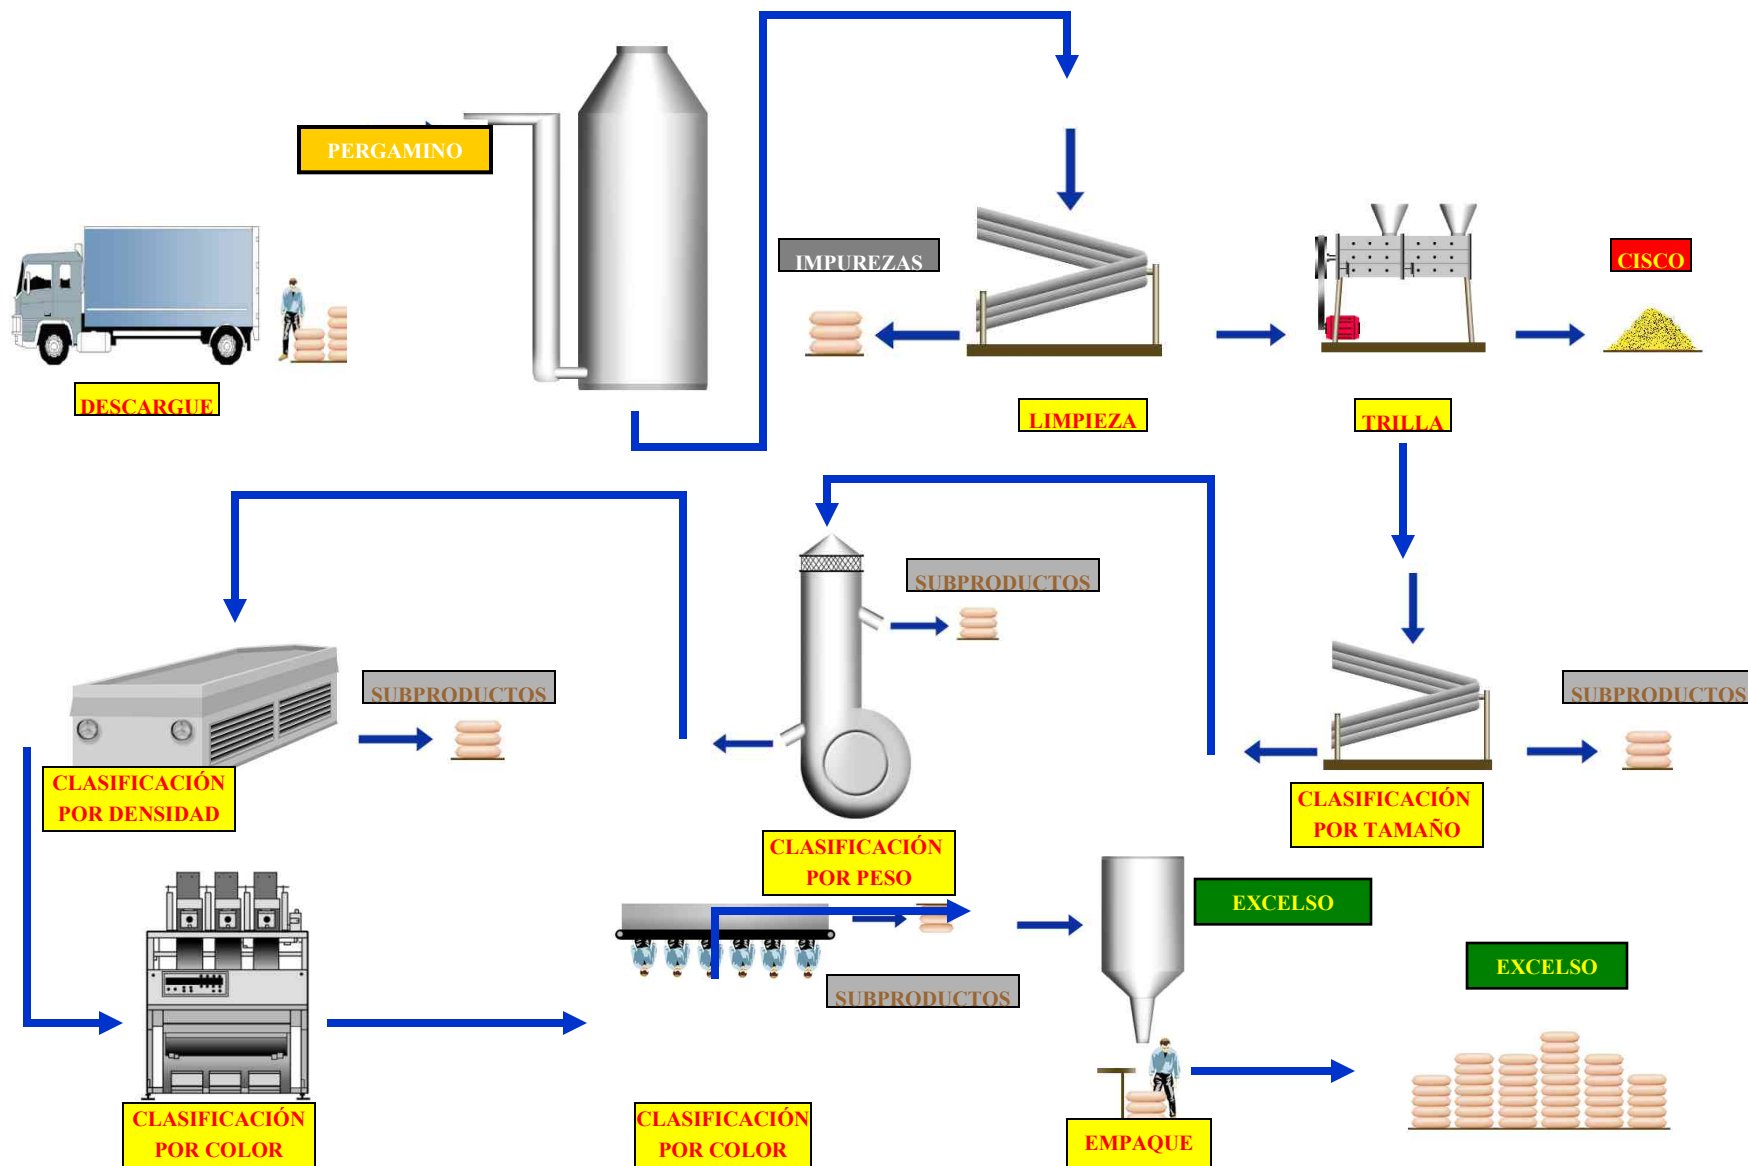 PERGAMINO
IMPUREZAS
CISCO
DESCARGUE
LIMPIEZA
TRILLA
SUBPRODUCTOS
SUBPRODUCTOS
SUBPRODUCTOS
CLASIFICACIÓN
POR DENSIDAD
CLASIFICACIÓN
POR PESO
CLASIFICACIÓN
POR TAMAÑO
EXCELSO
EXCELSO
SUBPRODUCTOS
CLASIFICACIÓN
POR COLOR
CLASIFICACIÓN
POR COLOR
EMPAQUE